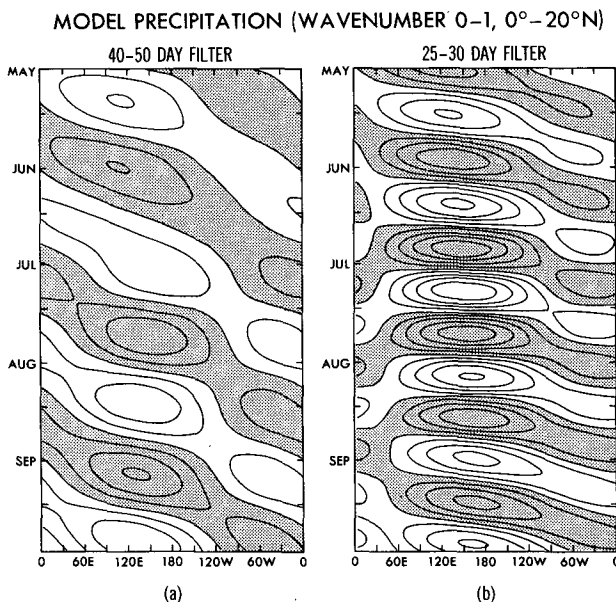 MODEL PRECIPITATION (WAVENUMBER 0-1, 0°-20°N)
40-50 DAY FILTER
25-30 DAY FILTER
MAY
JUN
JUL
AUG
SEP
0 60E 120E 180 120W 60W 0
(a)
MAY
JUN
JUL
AUG
SEP
0 60E 120E 180 120W 60W 0
(b)